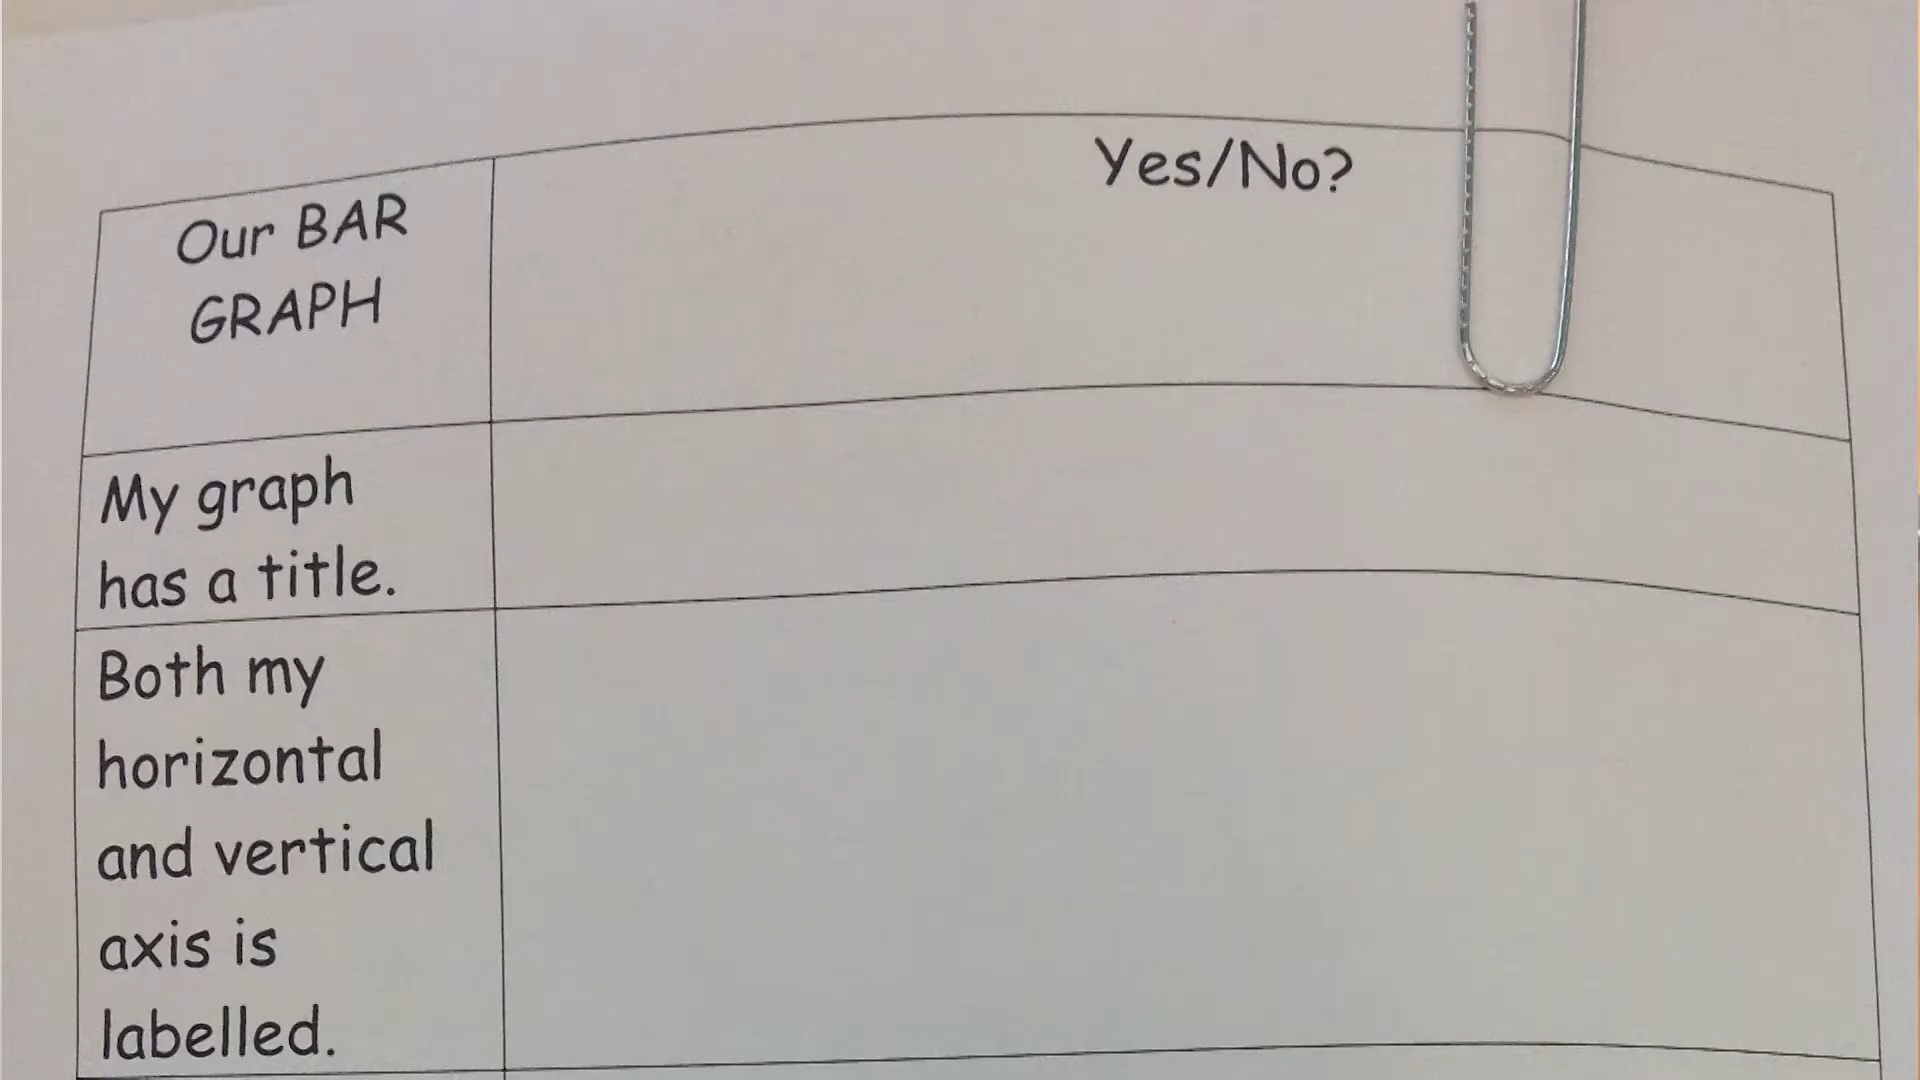 Our BAR
GRAPH
Yes/No?
My graph
has a title.
Both my
horizontal
and vertical
axis is
labelled.